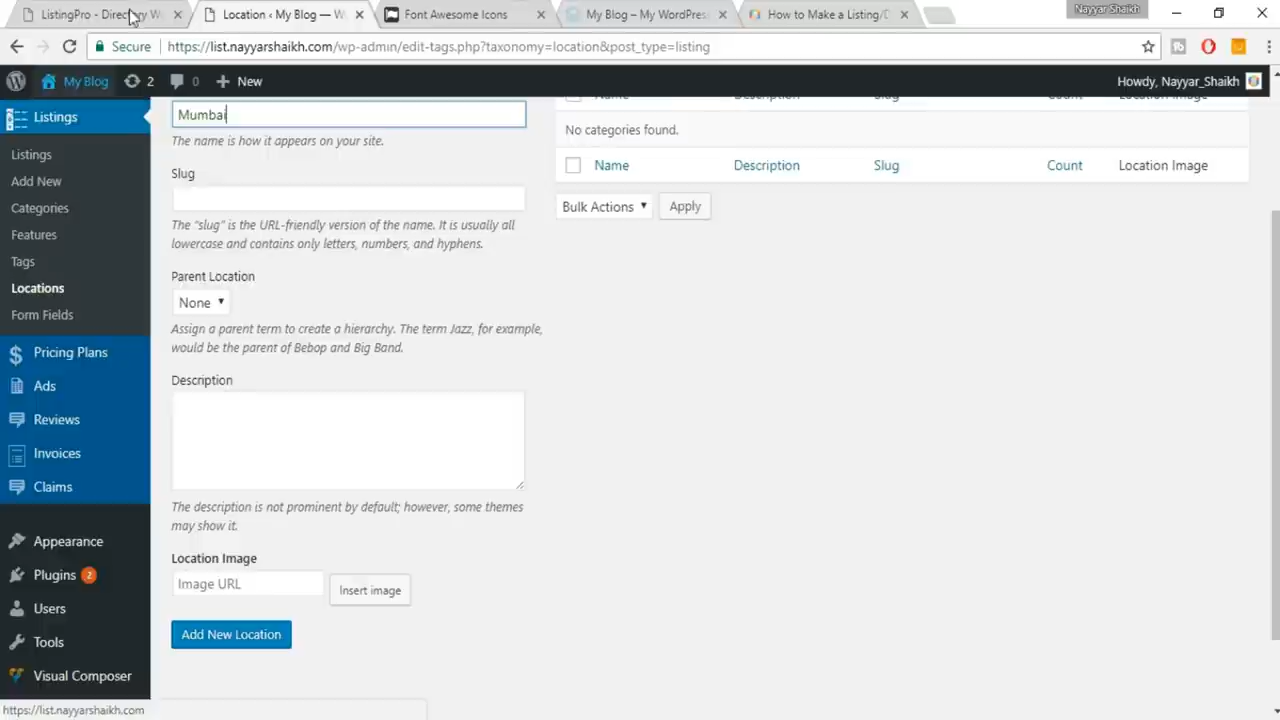 ListingPro - Directory W
Location ‹ My Blog — W
Font Awesome Icons
My Blog – My WordPress
How to Make a Listing/D
Nayyar Shaikh
Secure
https://list.nayyarshaikh.com/wp-admin/edit-tags.php?taxonomy=location&post_type=listing
My Blog
2
0
New
Howdy, Nayyar_Shaikh
Listings
Listings
Add New
Categories
Features
Tags
Locations
Form Fields
Pricing Plans
Ads
Reviews
Invoices
Claims
Appearance
Plugins 2
Users
Tools
Visual Composer
https://list.nayyarshaikh.com
Mumbai
The name is how it appears on your site.
Slug
The “slug” is the URL-friendly version of the name. It is usually all
lowercase and contains only letters, numbers, and hyphens.
Parent Location
None
Assign a parent term to create a hierarchy. The term Jazz, for example,
would be the parent of Bebop and Big Band.
Description
The description is not prominent by default; however, some themes
may show it.
Location Image
Image URL
Insert image
Add New Location
Name Description Slug Count Location Image
No categories found.
Name Description Slug Count Location Image
Bulk Actions
Apply